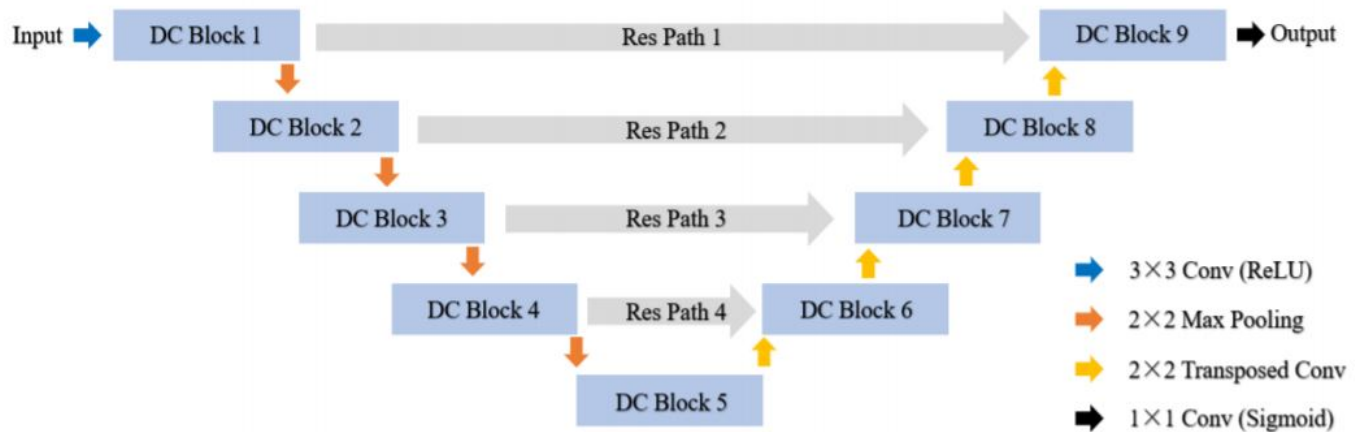 Input
DC Block 1
Res Path 1
DC Block 9
Output
DC Block 2
Res Path 2
DC Block 8
DC Block 3
Res Path 3
DC Block 7
DC Block 4
Res Path 4
DC Block 6
DC Block 5
3×3 Conv (ReLU)
2×2 Max Pooling
2×2 Transposed Conv
1×1 Conv (Sigmoid)